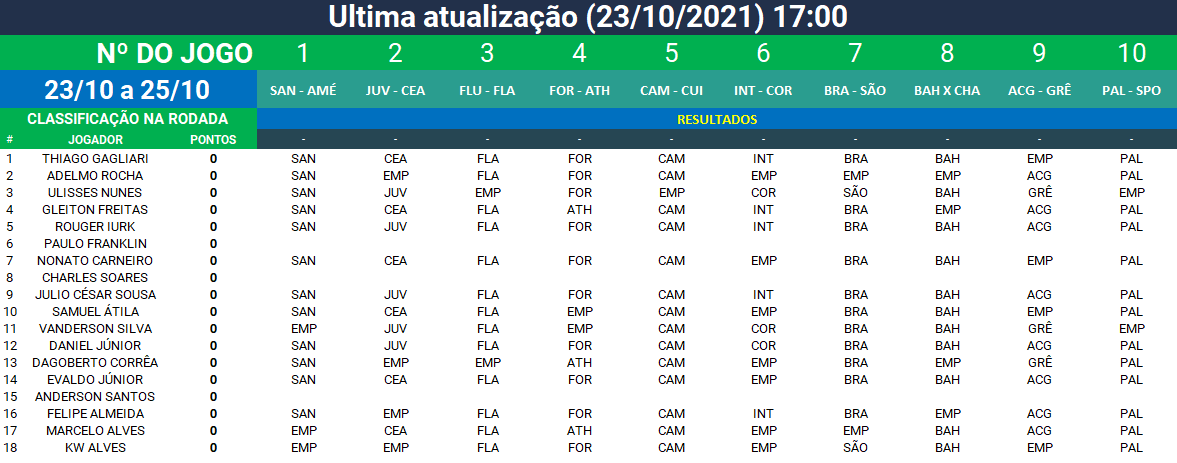 Ultima atualização (23/10/2021) 17:00
Nº DO JOGO 1 2 3 4 5 6 7 8 9 10
23/10 a 25/10 SAN - AMÉ JUV - CEA FLU - FLA FOR - ATH CAM - CUI INT - COR BRA - SÃO BAH X CHA ACG - GRÊ PAL - SPO
CLASSIFICAÇÃO NA RODADA RESULTADOS
# JOGADOR PONTOS - - - - - - - - - -
1 THIAGO GAGLIARI 0 SAN CEA FLA FOR CAM INT BRA BAH EMP PAL
2 ADELMO ROCHA 0 SAN EMP FLA FOR CAM EMP EMP EMP ACG PAL
3 ULISSES NUNES 0 SAN JUV EMP FOR EMP COR SÃO BAH GRÊ EMP
4 GLEITON FREITAS 0 SAN CEA FLA ATH CAM INT BRA EMP ACG PAL
5 ROUGER IURK 0 SAN JUV FLA FOR CAM INT BRA BAH ACG PAL
6 PAULO FRANKLIN 0
7 NONATO CARNEIRO 0 SAN CEA FLA FOR CAM EMP BRA BAH EMP PAL
8 CHARLES SOARES 0
9 JULIO CÉSAR SOUSA 0 SAN JUV FLA FOR CAM INT BRA BAH ACG PAL
10 SAMUEL ÁTILA 0 SAN CEA FLA EMP CAM EMP BRA BAH EMP PAL
11 VANDERSON SILVA 0 EMP JUV FLA EMP CAM COR BRA BAH GRÊ EMP
12 DANIEL JÚNIOR 0 SAN JUV FLA FOR CAM COR BRA BAH ACG PAL
13 DAGOBERTO CORRÊA 0 SAN EMP EMP ATH CAM EMP BRA EMP GRÊ PAL
14 EVALDO JÚNIOR 0 SAN CEA FLA FOR CAM EMP BRA BAH ACG PAL
15 ANDERSON SANTOS 0
16 FELIPE ALMEIDA 0 SAN EMP FLA FOR CAM INT BRA EMP ACG PAL
17 MARCELO ALVES 0 EMP CEA FLA ATH CAM EMP EMP BAH ACG PAL
18 KW ALVES 0 EMP EMP FLA FOR CAM EMP SÃO BAH EMP PAL